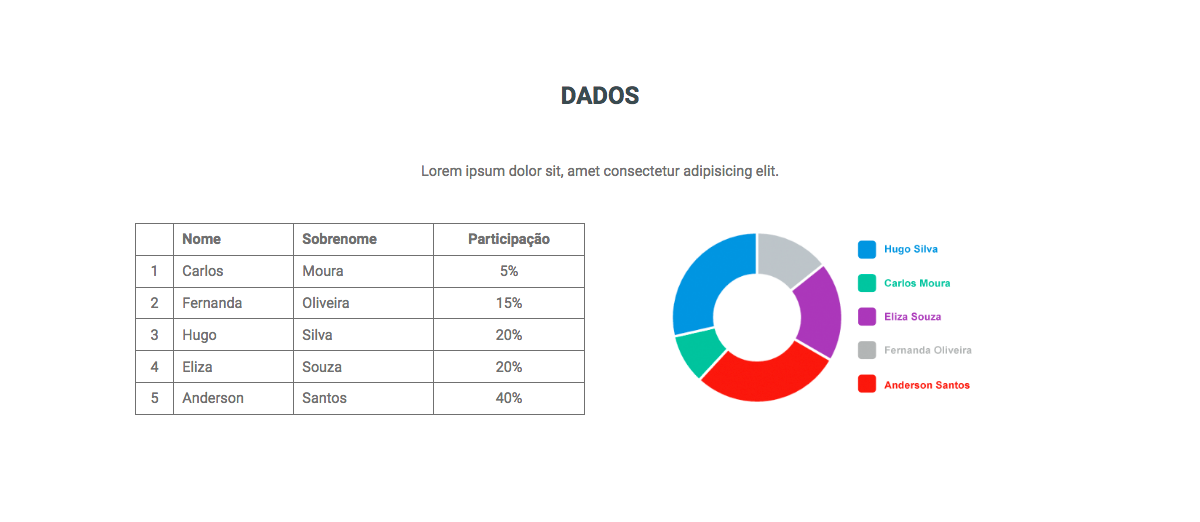 DADOS
Lorem ipsum dolor sit, amet consectetur adipisicing elit.
Nome Sobrenome Participação
1 Carlos Moura 5%
2 Fernanda Oliveira 15%
3 Hugo Silva 20%
4 Eliza Souza 20%
5 Anderson Santos 40%
Hugo Silva
Carlos Moura
Eliza Souza
Fernanda Oliveira
Anderson Santos